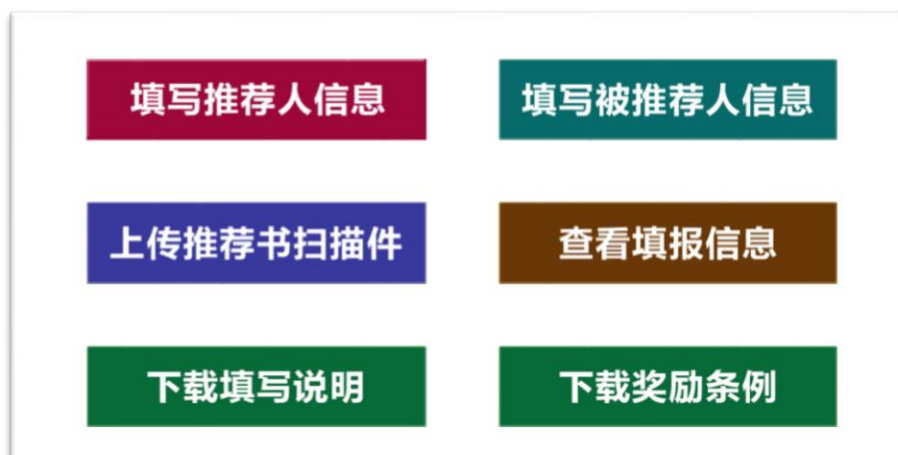 填写推荐人信息
填写被推荐人信息
上传推荐书扫描件
查看填报信息
下载填写说明
下载奖励条例